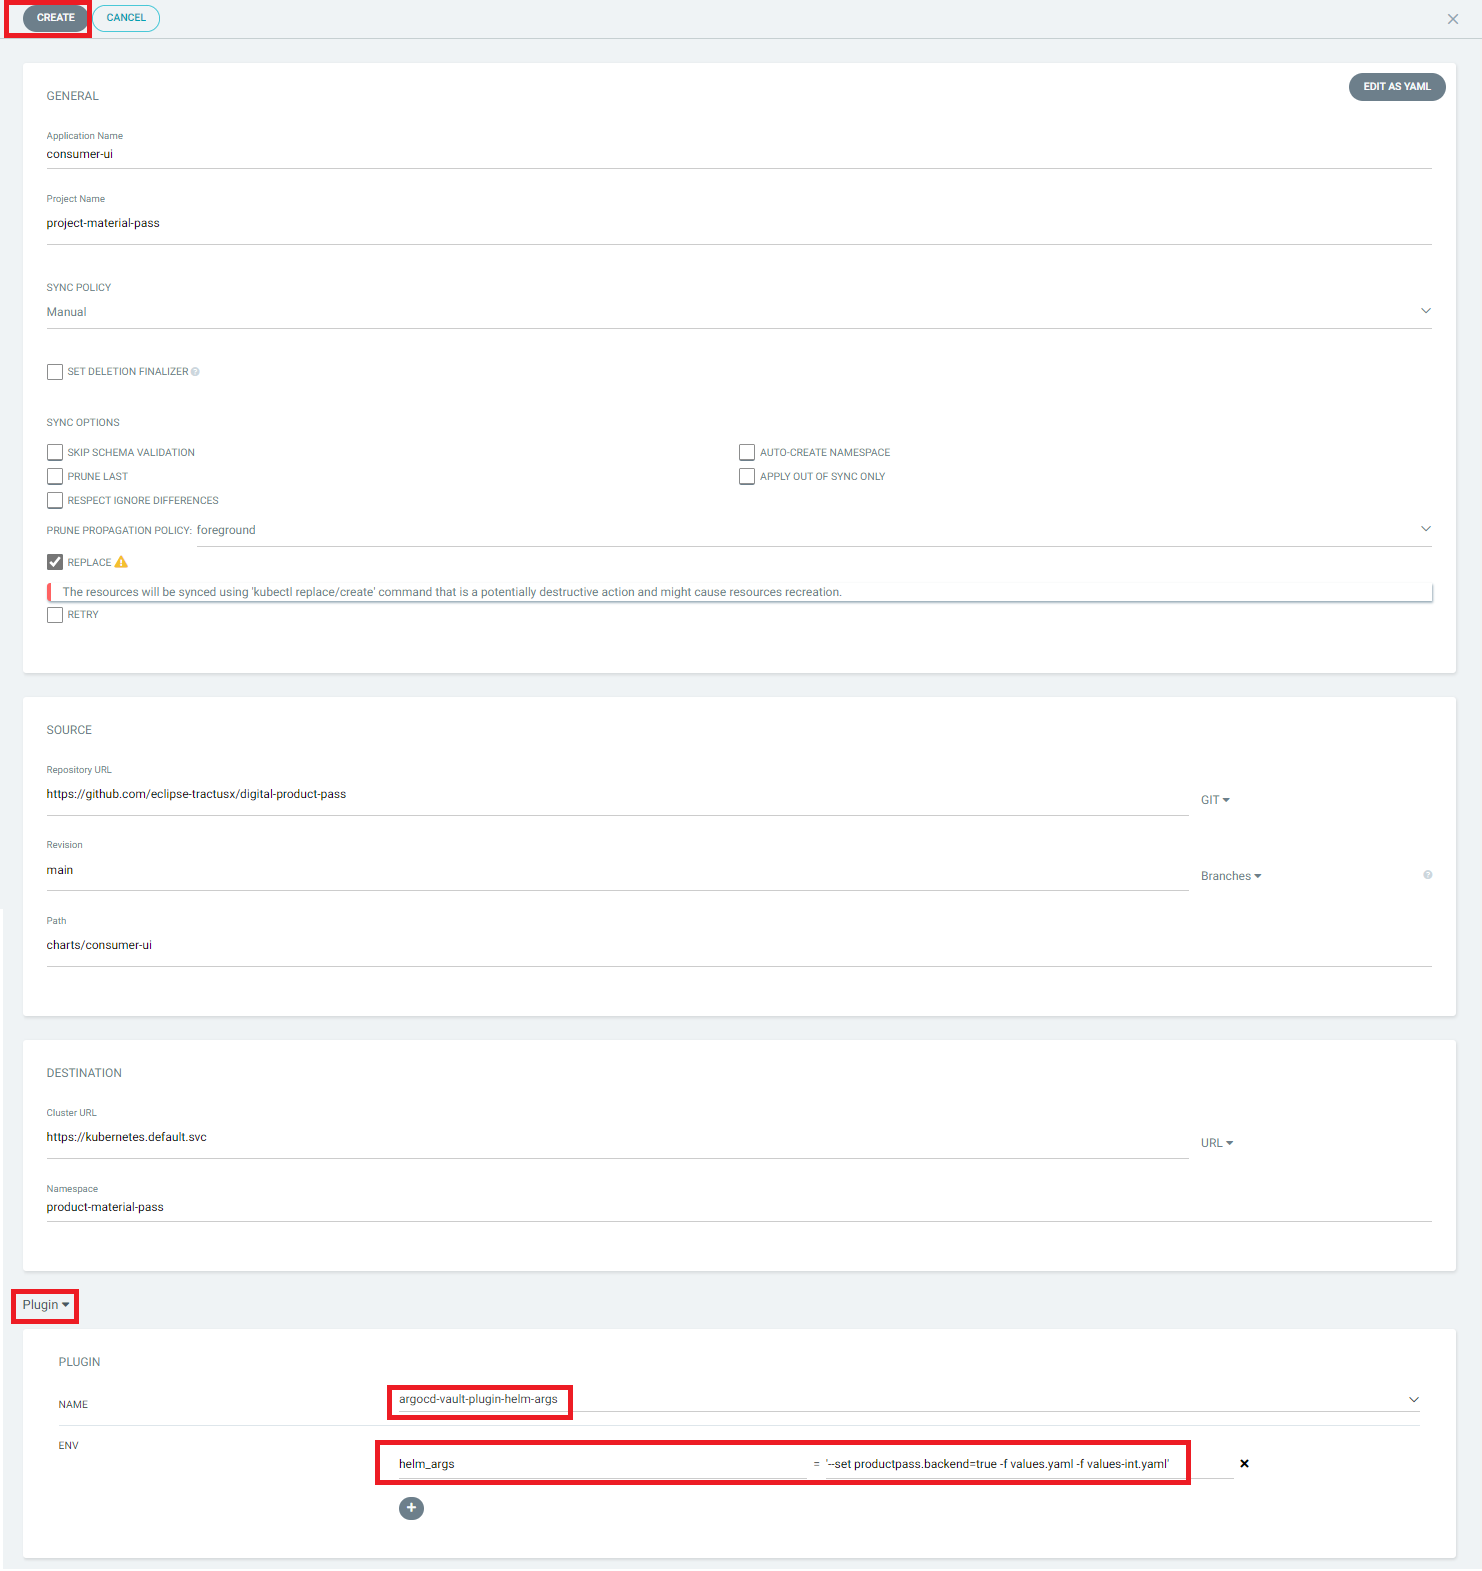 CREATE CANCEL
GENERAL EDIT AS YAML
Application Name
consumer-ui
Project Name
project-material-pass
SYNC POLICY
Manual
SET DELETION FINALIZER
SYNC OPTIONS
SKIP SCHEMA VALIDATION AUTO-CREATE NAMESPACE
PRUNE LAST APPLY OUT OF SYNC ONLY
RESPECT IGNORE DIFFERENCES
PRUNE PROPAGATION POLICY: foreground
REPLACE
The resources will be synced using 'kubectl replace/create' command that is a potentially destructive action and might cause resources recreation.
RETRY
SOURCE
Repository URL
https://github.com/eclipse-tractusx/digital-product-pass
GIT
Revision
main
Branches
Path
charts/consumer-ui
DESTINATION
Cluster URL
https://kubernetes.default.svc
URL
Namespace
product-material-pass
Plugin
PLUGIN
NAME argocd-vault-plugin-helm-args
ENV
helm_args = '--set productpass.backend=true -f values.yaml -f values-int.yaml'